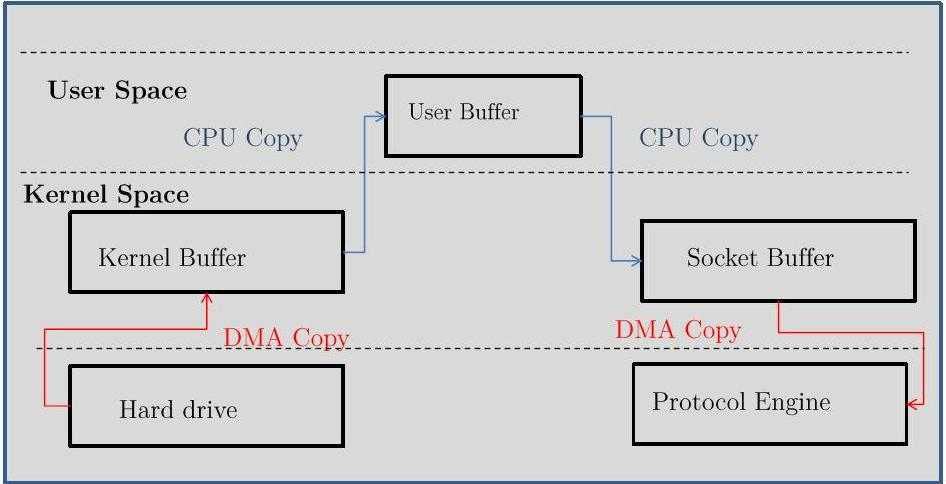 User Space
User Buffer
CPU Copy
CPU Copy
Kernel Space
Kernel Buffer
Socket Buffer
DMA Copy
DMA Copy
Hard drive
Protocol Engine